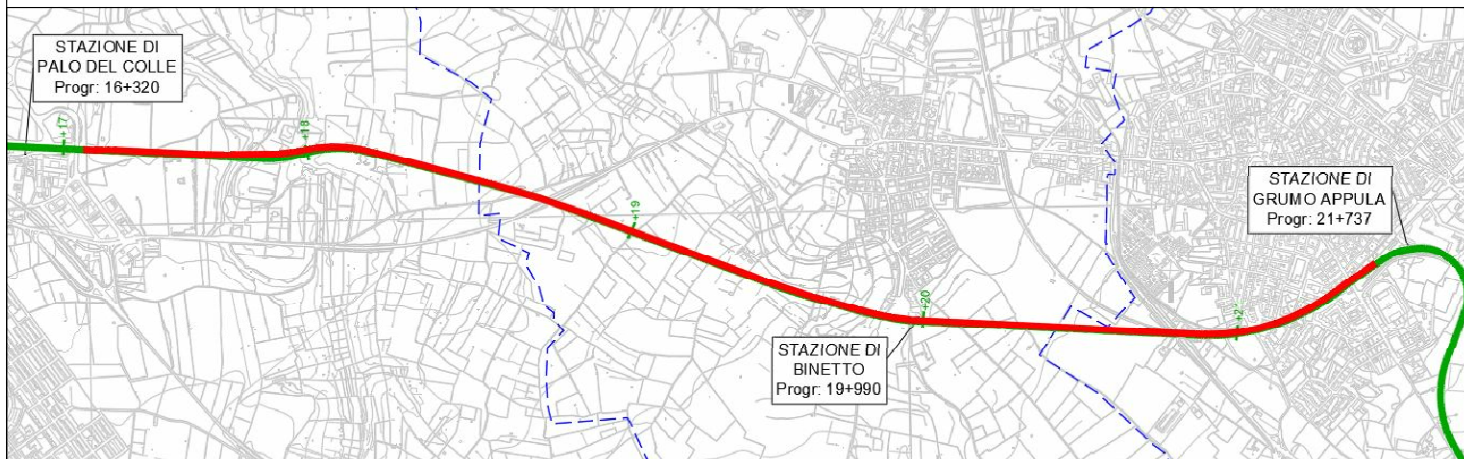 STAZIONE DI
PALO DEL COLLE
Progr: 16+320
+17
+18
+19
STAZIONE DI
BINETTO
Progr: 19+990
+20
STAZIONE DI
GRUMO APPULA
Progr: 21+737